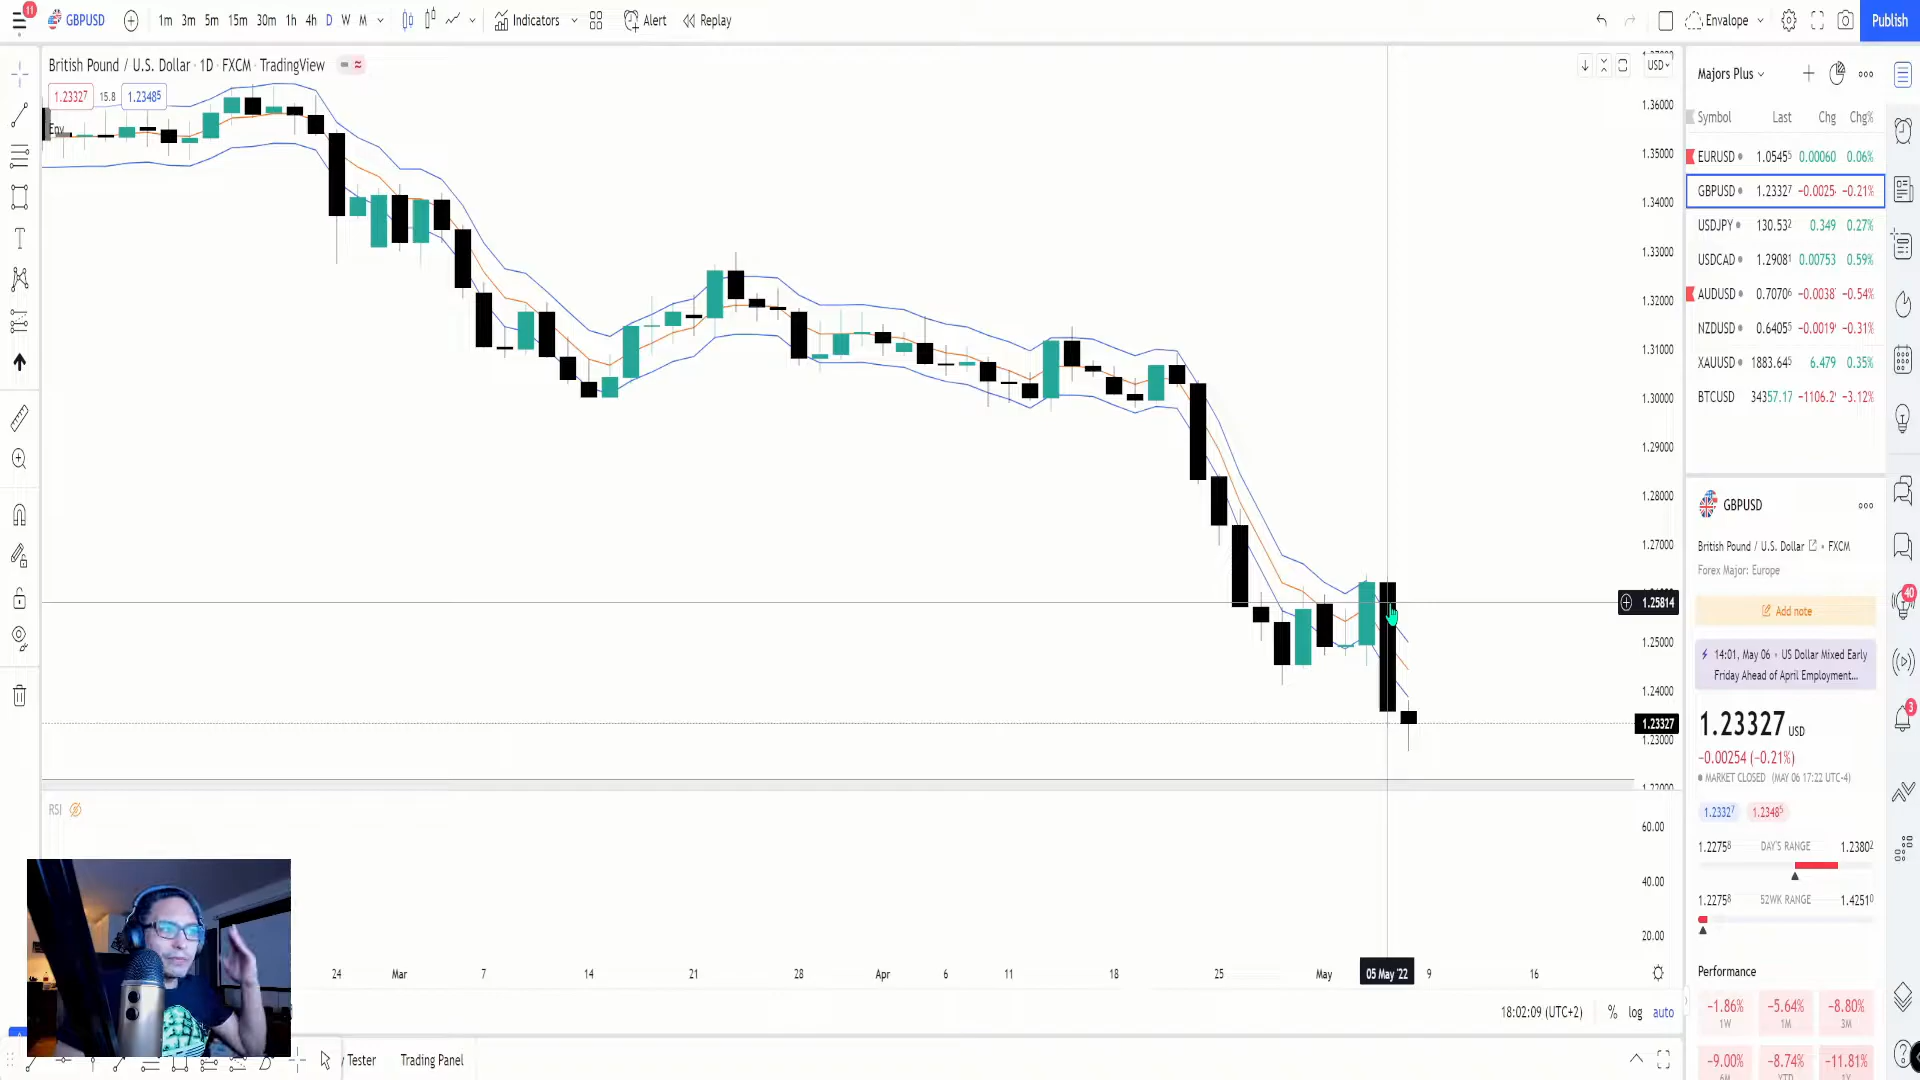 11
GBPUSD
1m 3m 5m 15m 30m 1h 4h D W M
Indicators
Alert
Replay
Envalope
Publish
British Pound / U.S. Dollar · 1D · FXCM · TradingView
1.23327 15.8 1.23485
Env
USD
1.36000
1.35000
1.34000
1.33000
1.32000
1.31000
1.30000
1.29000
1.28000
1.27000
1.25814
1.25000
1.24000
1.23327
1.23000
1.22000
RSI
60.00
40.00
20.00
24 Mar 7 14 21 28 Apr 6 11 18 25 May 05 May '22 9 16
18:02:09 (UTC+2) % log auto
Tester Trading Panel
Majors Plus
Symbol Last Chg Chg%
EURUSD 1.05455 0.00060 0.06%
GBPUSD 1.23327 −0.0025 −0.21%
USDJPY 130.532 0.349 0.27%
USDCAD 1.29081 0.00753 0.59%
AUDUSD 0.70706 −0.0038 −0.54%
NZDUSD 0.64055 −0.0019 −0.31%
XAUUSD 1883.645 6.479 0.35%
BTCUSD 34357.17 −1106.2 −3.12%
GBPUSD
British Pound / U.S. Dollar • FXCM
Forex Major: Europe
Add note
14:01, May 06 • US Dollar Mixed Early
Friday Ahead of April Employment...
1.23327 USD
−0.00254 (−0.21%)
MARKET CLOSED (MAY 06 17:22 UTC-4)
1.23327 1.23485
1.22758 DAY'S RANGE 1.23802
1.22758 52WK RANGE 1.42510
Performance
−1.86% −5.64% −8.80%
1W 1M 3M
−9.00% −8.74% −11.81%
6M YTD 1Y
40
3